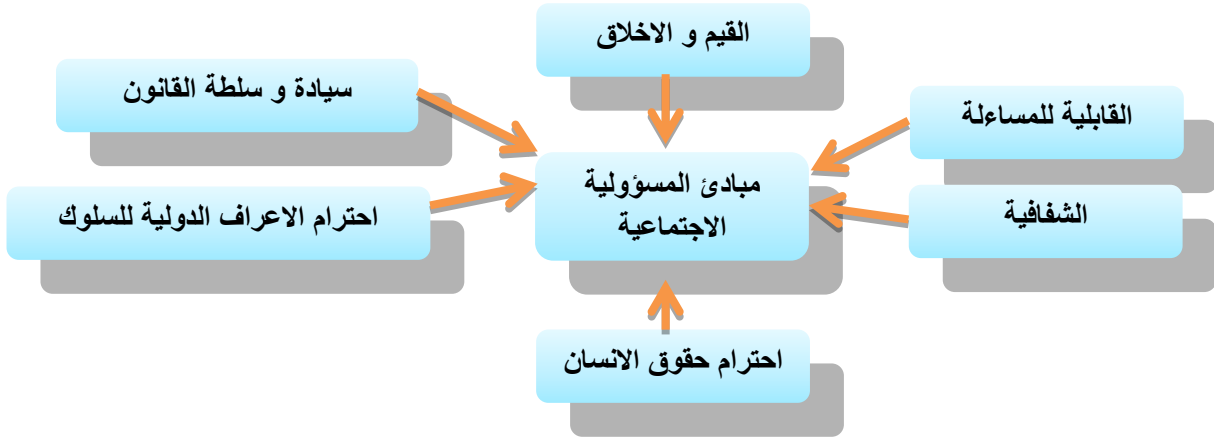 القيم و الاخلاق
سيادة و سلطة القانون
القابلية للمساءلة
مبادئ المسؤولية
الاجتماعية
احترام الاعراف الدولية للسلوك
الشفافية
احترام حقوق الانسان